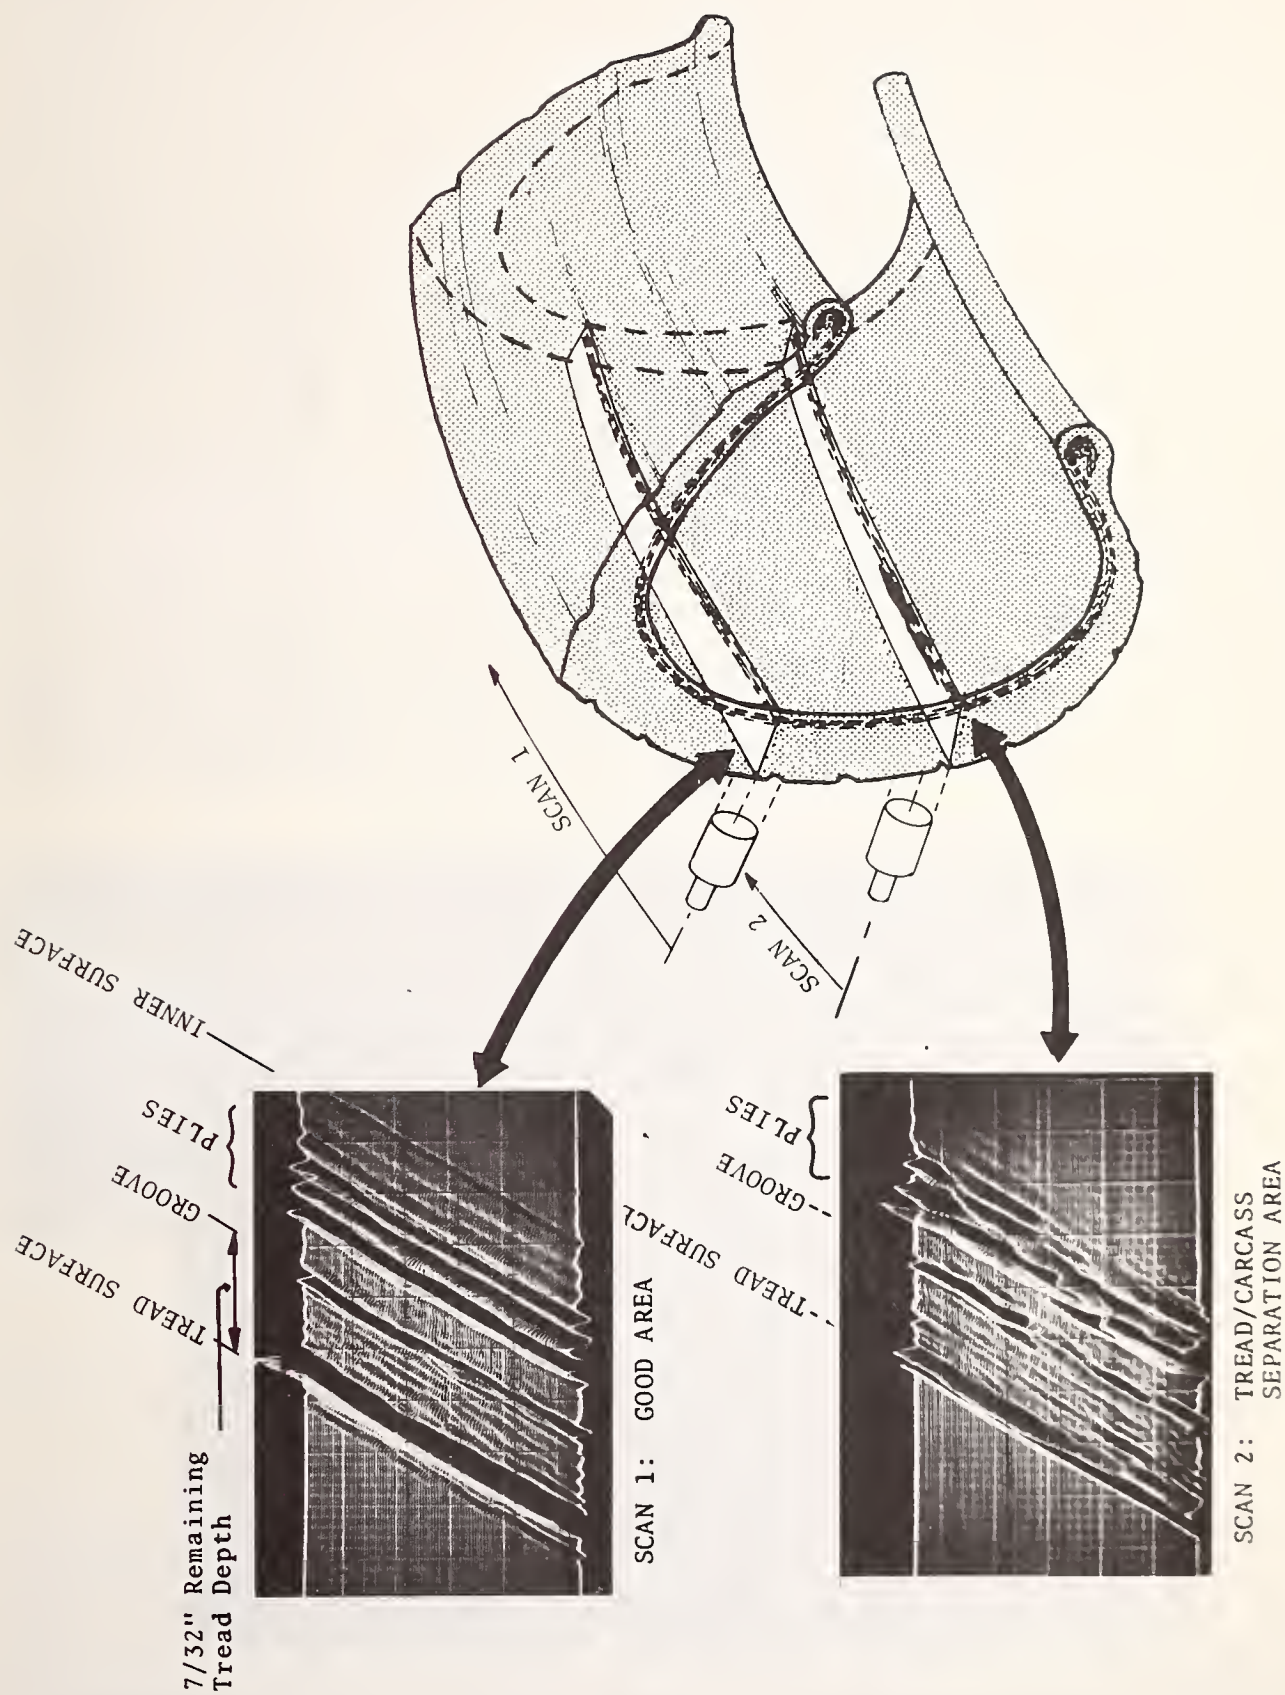 7/32" Remaining
Tread Depth
TREAD SURFACE
GROOVE
PLIES
INNER SURFACE
SCAN 1: GOOD AREA
SCAN 1
TREAD SURFACE
GROOVE
PLIES
SCAN 2
SCAN 2: TREAD/CARCASS
SEPARATION AREA